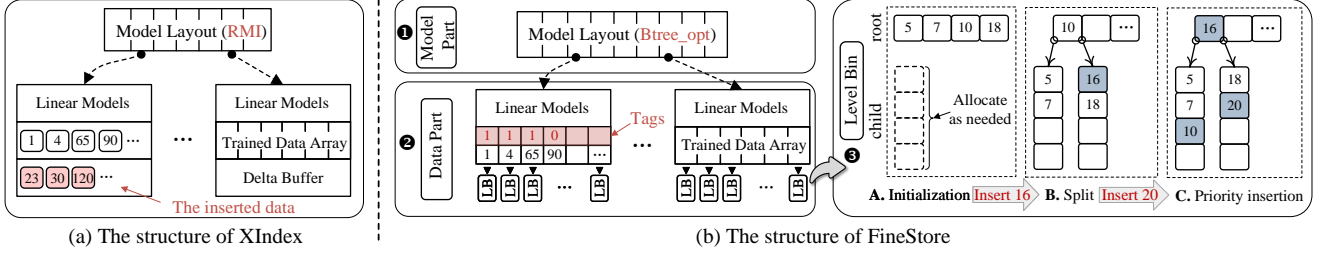 Model Layout (RMI)
Linear Models
1 4 65 90 ...
23 30 120 ...
The inserted data
...
Linear Models
Trained Data Array
Delta Buffer
(a) The structure of XIndex
❶ Model Part
Model Layout (Btree_opt)
❷ Data Part
Linear Models
1 1 1 0
1 4 65 90 ...
LB LB LB ... LB
Tags
...
Linear Models
Trained Data Array
LB LB LB ... LB
❸ Level Bin
root
child
5 7 10 18
Allocate
as needed
A. Initialization
Insert 16
10 ...
5 16
7 18
B. Split
Insert 20
16 ...
5 18
7 20
10
C. Priority insertion
(b) The structure of FineStore